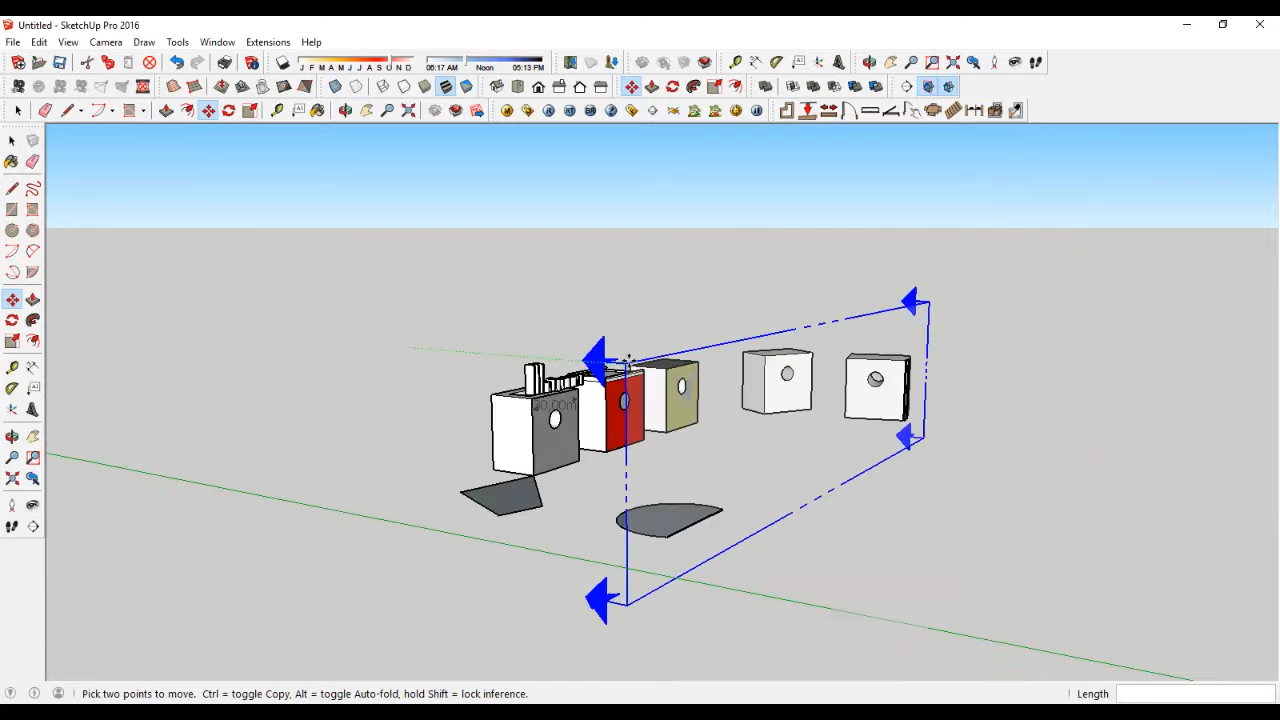 Untitled - SketchUp Pro 2016
File Edit View Camera Draw Tools Window Extensions Help
J F M A M J J A S O N D 06:17 AM Noon 05:13 PM
Pick two points to move. Ctrl = toggle Copy, Alt = toggle Auto-fold, hold Shift = lock inference.
Length